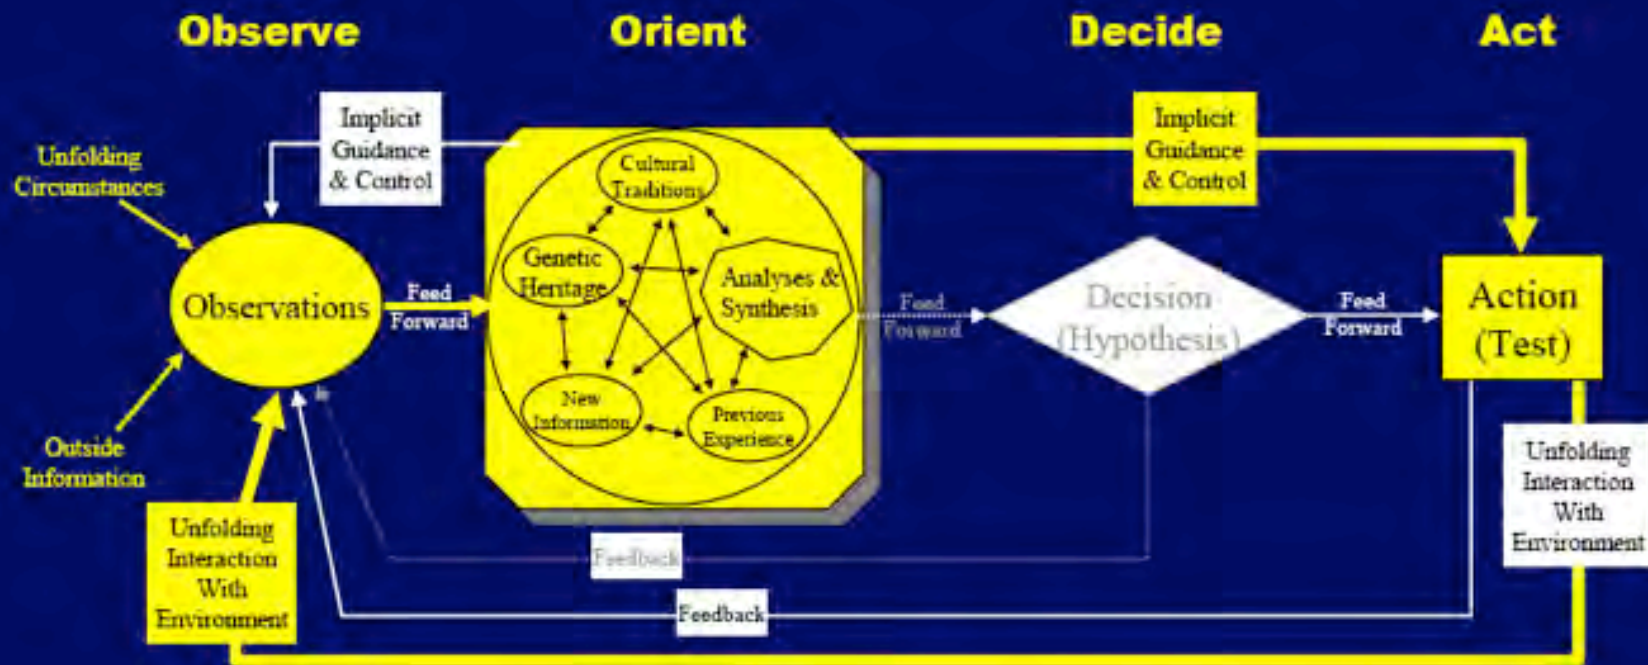 Observe
Orient
Decide
Act
Implicit
Guidance
& Control
Unfolding
Circumstances
Observations
Outside
Information
Unfolding
Interaction
With
Environment
Feed
Forward
Cultural
Traditions
Genetic
Heritage
Analyses &
Synthesis
New
Information
Previous
Experience
Implicit
Guidance
& Control
Feed
Forward
Decision
(Hypothesis)
Feed
Forward
Action
(Test)
Unfolding
Interaction
With
Environment
Feedback
Feedback